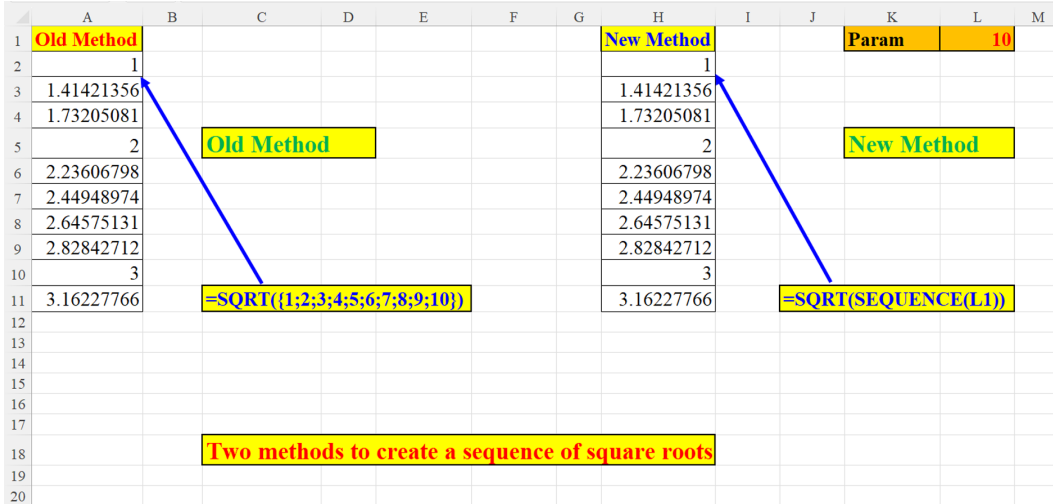 A B C D E F G H I J K L M
1 Old Method New Method Param 10
2 1 1
3 1.41421356 1.41421356
4 1.73205081 1.73205081
5 2 Old Method 2 New Method
6 2.23606798 2.23606798
7 2.44948974 2.44948974
8 2.64575131 2.64575131
9 2.82842712 2.82842712
10 3 3
11 3.16227766 =SQRT({1;2;3;4;5;6;7;8;9;10}) 3.16227766 =SQRT(SEQUENCE(L1))
12
13
14
15
16
17
18 Two methods to create a sequence of square roots
19
20